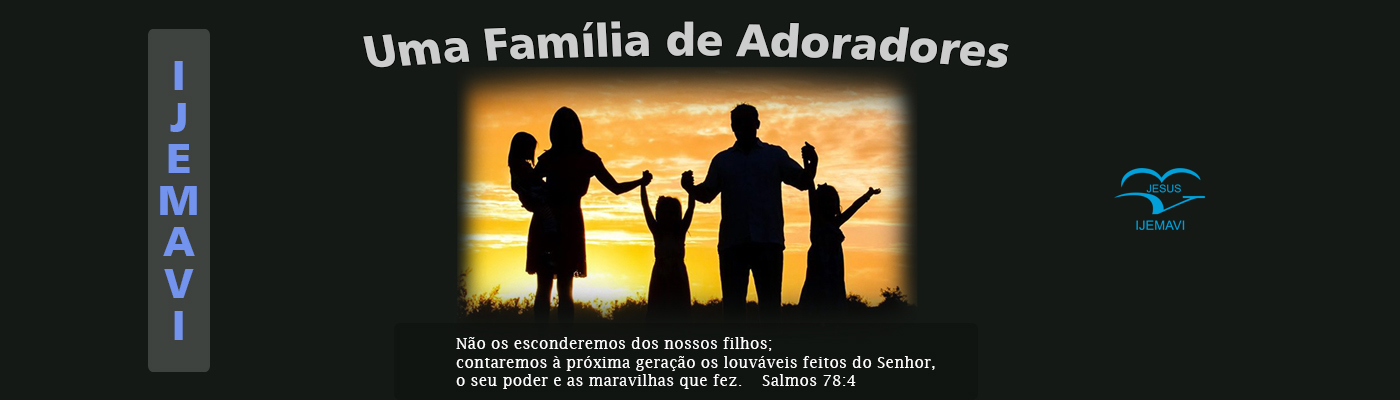 IJEMAVI
Uma Família de Adoradores
JESUS
IJEMAVI
Não os esconderemos dos nossos filhos;
contaremos à próxima geração os louváveis feitos do Senhor,
o seu poder e as maravilhas que fez. Salmos 78:4